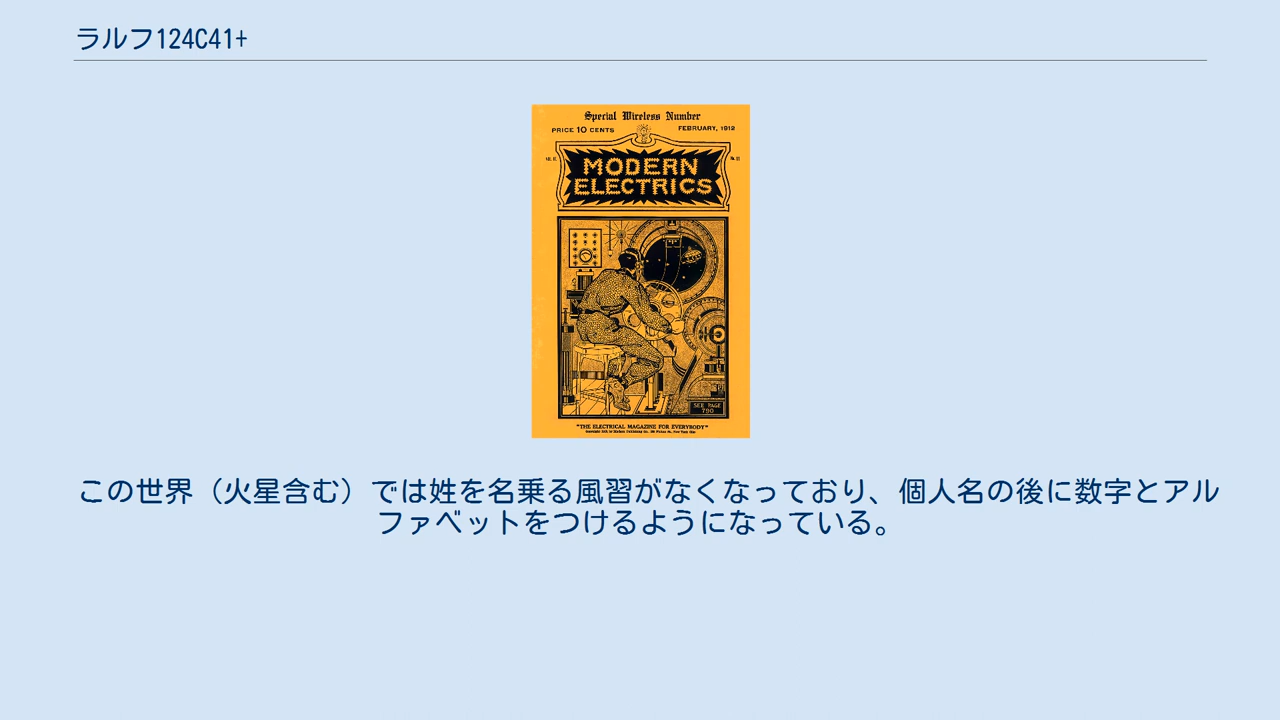 ラルフ124C41+
Special Wireless Number
PRICE 10 CENTS
FEBRUARY, 1912
MODERN
ELECTRICS
SEE PAGE
790
"THE ELECTRICAL MAGAZINE FOR EVERYBODY"
この世界（火星含む）では姓を名乗る風習がなくなっており、個人名の後に数字とアル
ファベットをつけるようになっている。